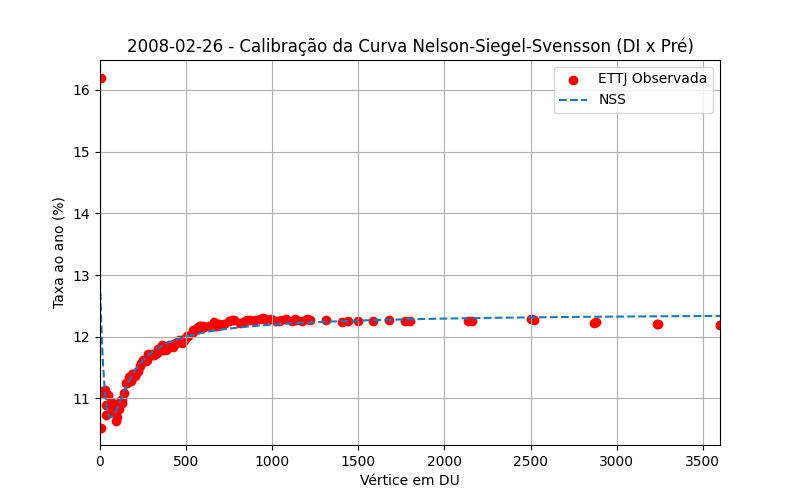 2008-02-26 - Calibração da Curva Nelson-Siegel-Svensson (DI x Pré)
ETTJ Observada
NSS
Taxa ao ano (%)
16
15
14
13
12
11
0
500
1000
1500
2000
2500
3000
3500
Vértice em DU